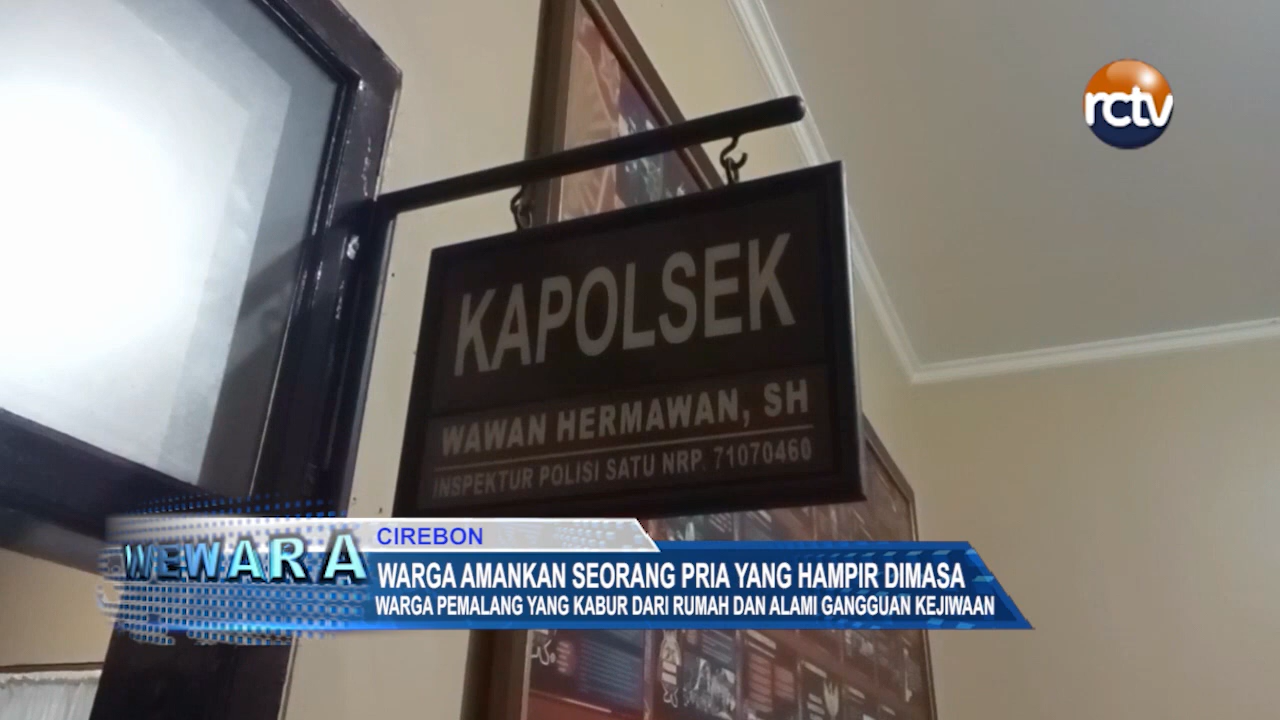 rctv
KAPOLSEK
WAWAN HERMAWAN, SH
INSPEKTUR POLISI SATU NRP. 71070460
CIREBON
WEWARA
WARGA AMANKAN SEORANG PRIA YANG HAMPIR DIMASA
WARGA PEMALANG YANG KABUR DARI RUMAH DAN ALAMI GANGGUAN KEJIWAAN